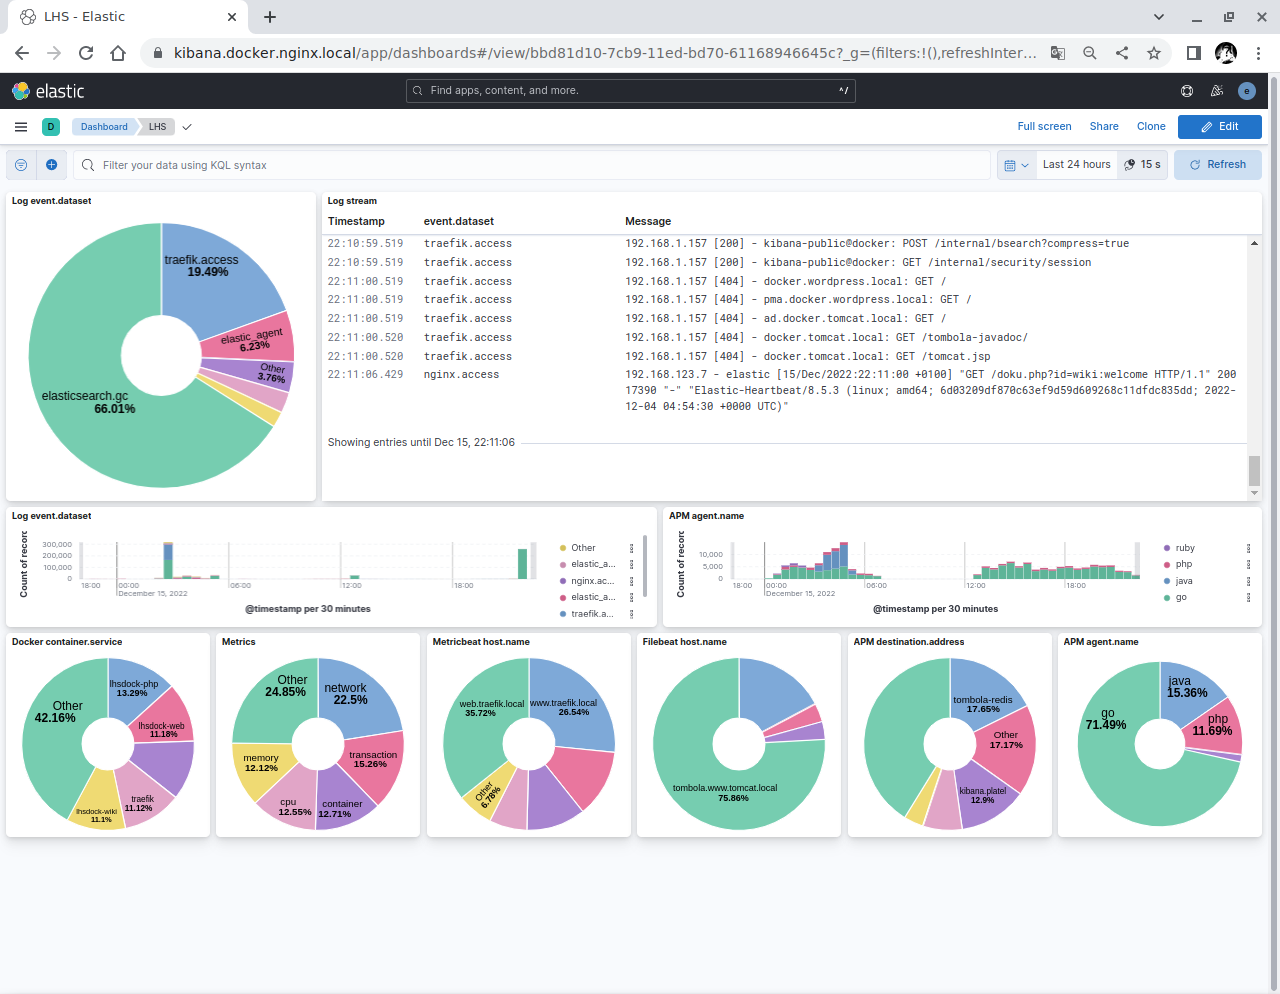 LHS - Elastic
kibana.docker.nginx.local/app/dashboards#/view/bbd81d10-7cb9-11ed-bd70-61168946645c?_g=(filters:!(),refreshInter...
elastic
Find apps, content, and more.
^/
e
D
Dashboard
LHS
Full screen
Share
Clone
Edit
Filter your data using KQL syntax
Last 24 hours
15 s
Refresh
Log event.dataset
traefik.access
19.49%
elastic_agent
6.23%
Other
3.76%
elasticsearch.gc
66.01%
Log stream
Timestamp event.dataset Message
22:10:59.519 traefik.access 192.168.1.157 [200] - kibana-public@docker: POST /internal/bsearch?compress=true
22:10:59.519 traefik.access 192.168.1.157 [200] - kibana-public@docker: GET /internal/security/session
22:11:00.519 traefik.access 192.168.1.157 [404] - docker.wordpress.local: GET /
22:11:00.519 traefik.access 192.168.1.157 [404] - pma.docker.wordpress.local: GET /
22:11:00.519 traefik.access 192.168.1.157 [404] - ad.docker.tomcat.local: GET /
22:11:00.520 traefik.access 192.168.1.157 [404] - docker.tomcat.local: GET /tombola-javadoc/
22:11:00.520 traefik.access 192.168.1.157 [404] - docker.tomcat.local: GET /tomcat.jsp
22:11:06.429 nginx.access 192.168.123.7 - elastic [15/Dec/2022:22:11:00 +0100] "GET /doku.php?id=wiki:welcome HTTP/1.1" 200
17390 "-" "Elastic-Heartbeat/8.5.3 (linux; amd64; 6d03209df870c63ef9d59d609268c11dfdc835dd; 2022-
12-04 04:54:30 +0000 UTC)"
Showing entries until Dec 15, 22:11:06
Log event.dataset
Count of recor
300,000
200,000
100,000
0
18:00 00:00 06:00 12:00 18:00
December 15, 2022
@timestamp per 30 minutes
Other
elastic_a...
nginx.ac...
elastic_a...
traefik.a...
APM agent.name
Count of recor
10,000
5,000
0
18:00 00:00 06:00 12:00 18:00
December 15, 2022
@timestamp per 30 minutes
ruby
php
java
go
Docker container.service
lhsdock-php
13.29%
lhsdock-web
11.18%
traefik
11.12%
lhsdock-wiki
11.1%
Other
42.16%
Metrics
network
22.5%
transaction
15.26%
container
12.71%
cpu
12.55%
memory
12.12%
Other
24.85%
Metricbeat host.name
www.traefik.local
26.54%
Other
6.78%
web.traefik.local
35.72%
Filebeat host.name
tombola.www.tomcat.local
75.86%
APM destination.address
tombola-redis
17.65%
Other
17.17%
kibana.platel
12.9%
APM agent.name
java
15.36%
php
11.69%
go
71.49%